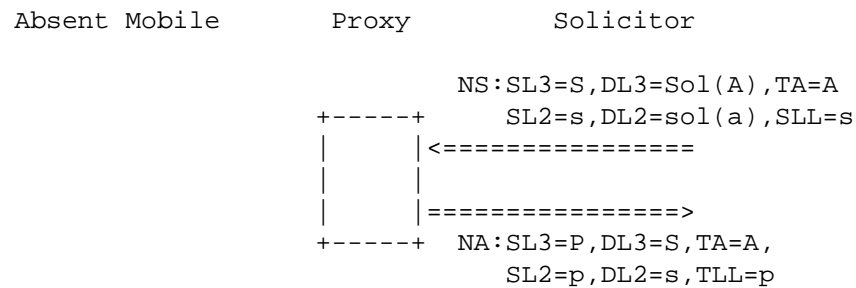 Absent Mobile Proxy Solicitor
NS:SL3=S,DL3=Sol(A),TA=A
+-----+ SL2=s,DL2=sol(a),SLL=s
| |<================
| |
| |================>
+-----+ NA:SL3=P,DL3=S,TA=A,
SL2=p,DL2=s,TLL=p